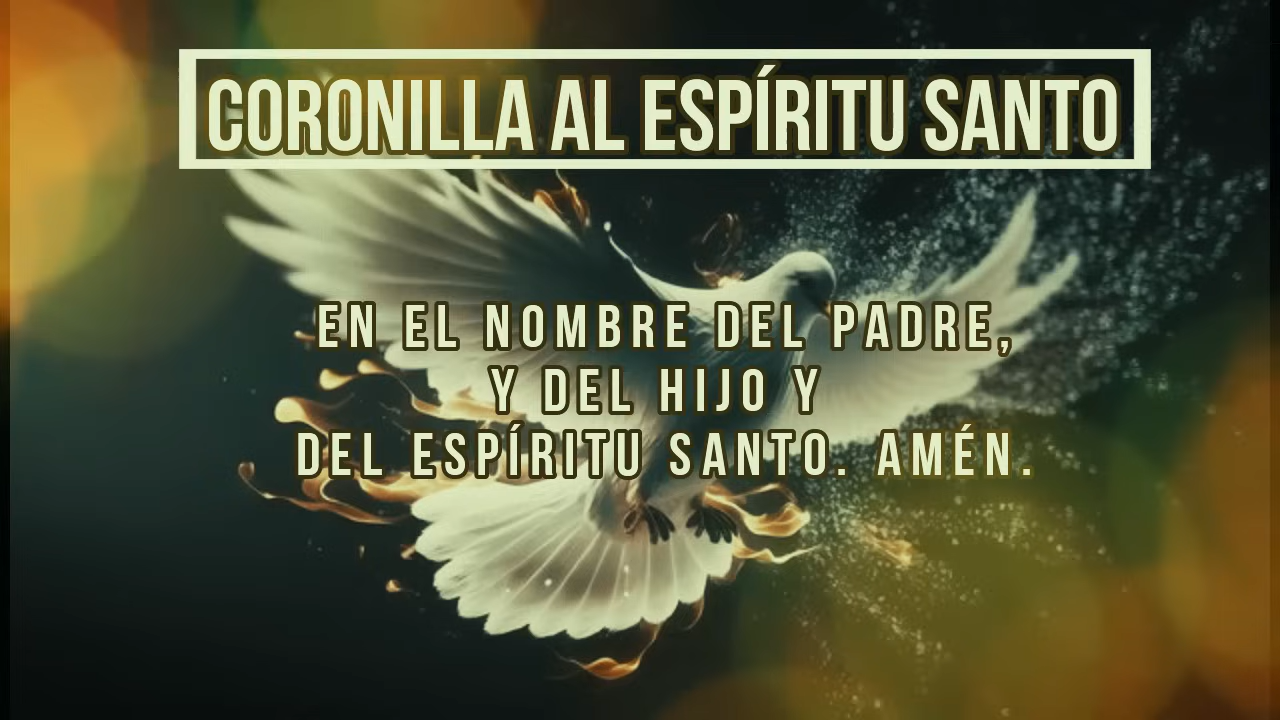 CORONILLA AL ESPÍRITU SANTO
EN EL NOMBRE DEL PADRE,
Y DEL HIJO Y
DEL ESPÍRITU SANTO. AMÉN.